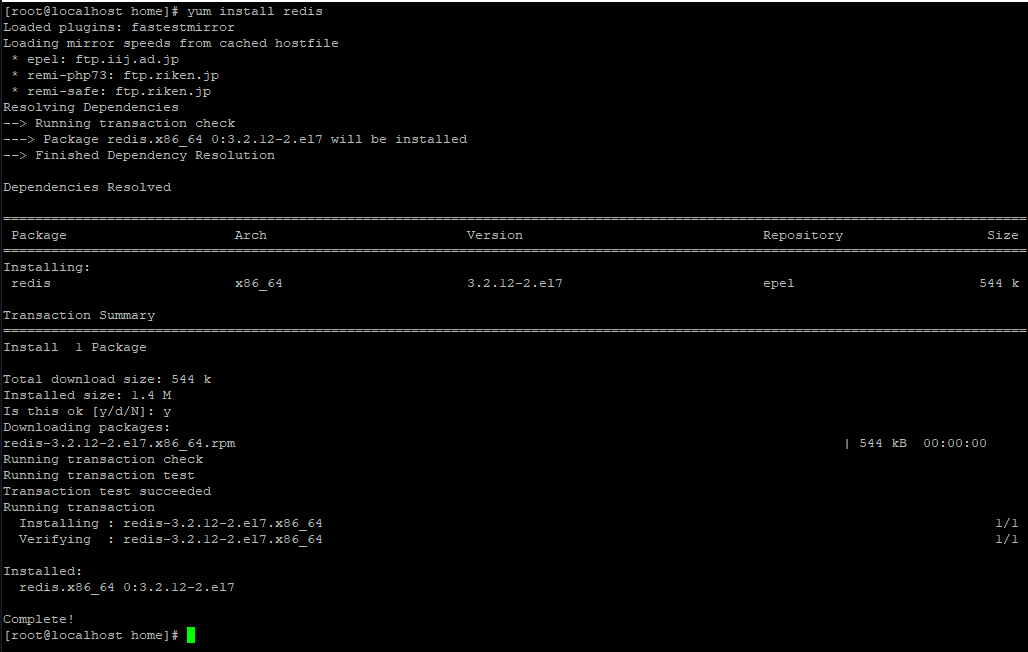 [root@localhost home]# yum install redis
Loaded plugins: fastestmirror
Loading mirror speeds from cached hostfile
 * epel: ftp.iij.ad.jp
 * remi-php73: ftp.riken.jp
 * remi-safe: ftp.riken.jp
Resolving Dependencies
--> Running transaction check
---> Package redis.x86_64 0:3.2.12-2.el7 will be installed
--> Finished Dependency Resolution

Dependencies Resolved

================================================================================
 Package                Arch                Version                Repository                Size
================================================================================
Installing:
 redis                  x86_64              3.2.12-2.el7           epel                     544 k

Transaction Summary
================================================================================
Install  1 Package

Total download size: 544 k
Installed size: 1.4 M
Is this ok [y/d/N]: y
Downloading packages:
redis-3.2.12-2.el7.x86_64.rpm                                        | 544 kB  00:00:00
Running transaction check
Running transaction test
Transaction test succeeded
Running transaction
  Installing : redis-3.2.12-2.el7.x86_64                                        1/1
  Verifying  : redis-3.2.12-2.el7.x86_64                                        1/1

Installed:
  redis.x86_64 0:3.2.12-2.el7

Complete!
[root@localhost home]#